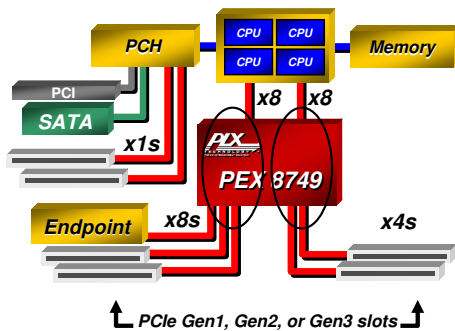 PCH
CPU
CPU
CPU
CPU
Memory
PCI
SATA
x1s
x8
x8
PLX
TECHNOLOGY
PEX 8749
Endpoint
x8s
x4s
PCIe Gen1, Gen2, or Gen3 slots